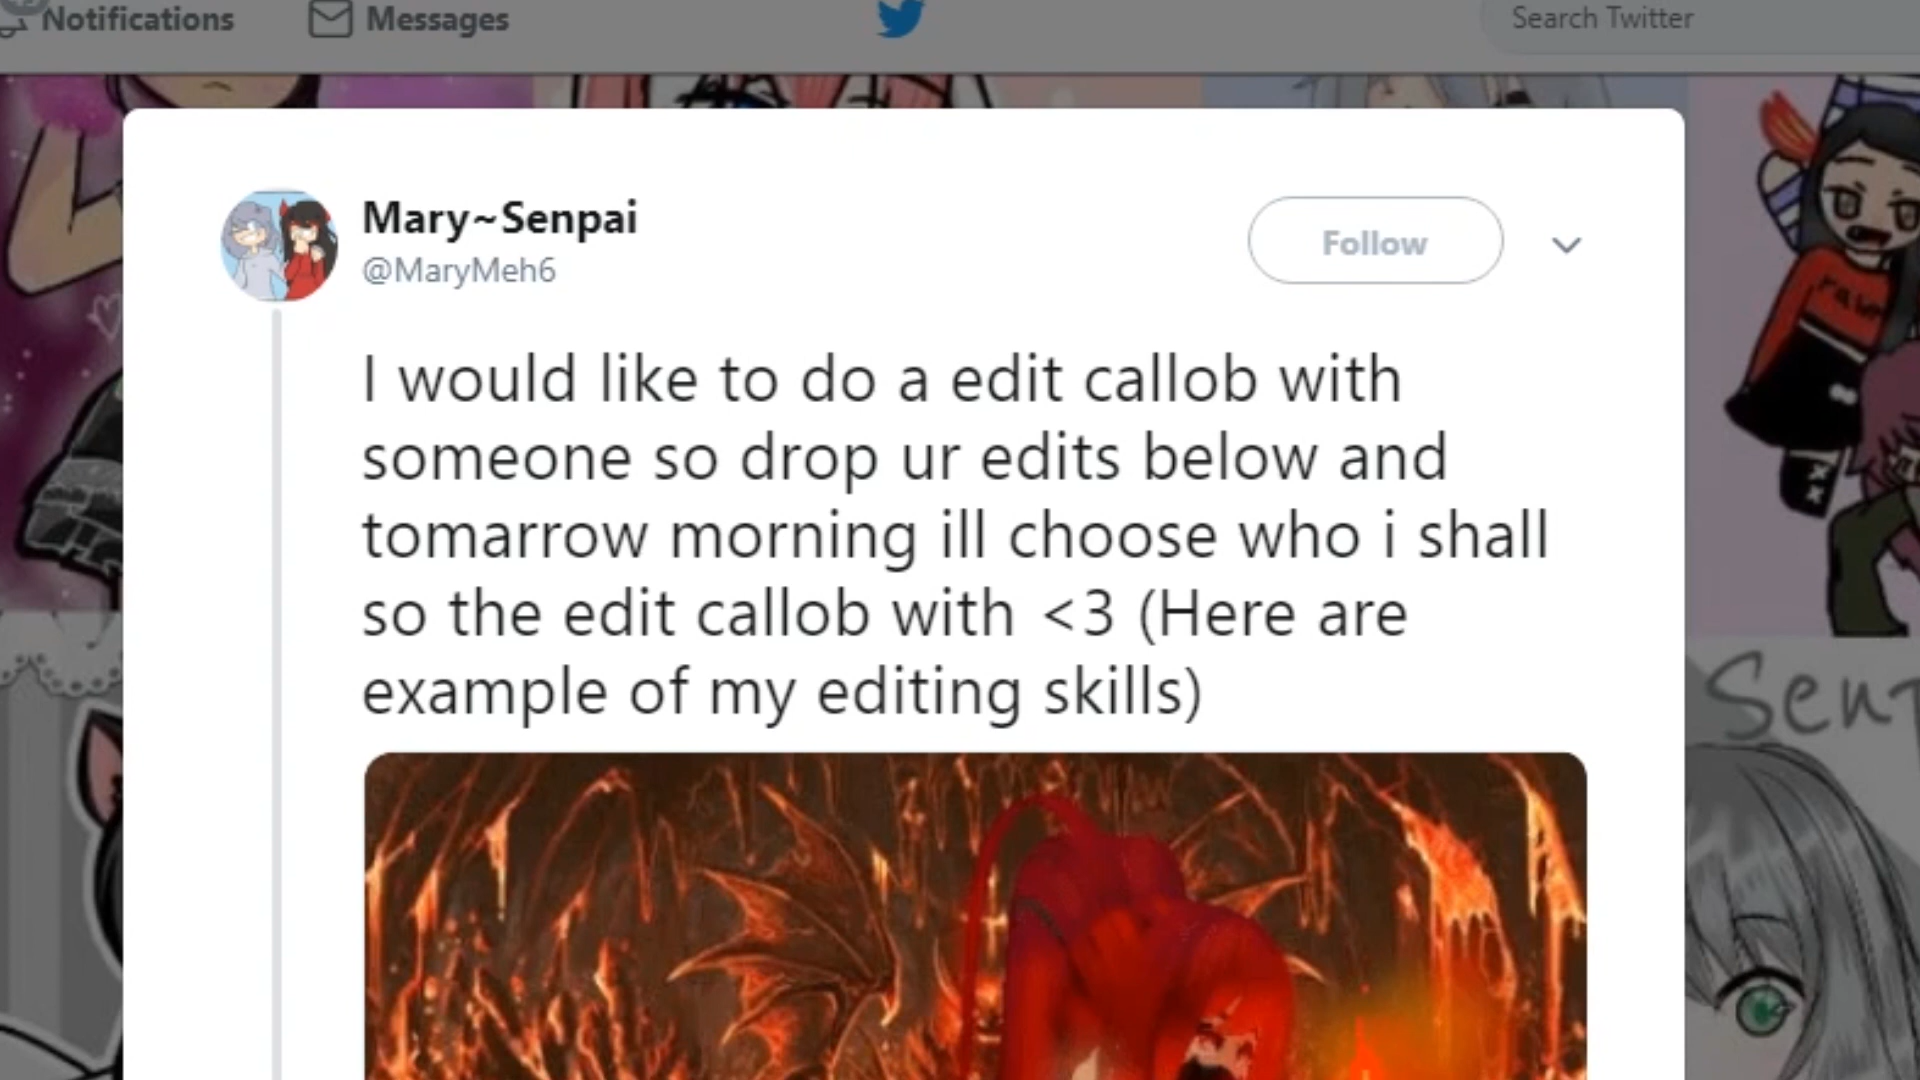 Notifications
Messages
Search Twitter
Mary~Senpai
@MaryMeh6
Follow
I would like to do a edit callob with
someone so drop ur edits below and
tomarrow morning ill choose who i shall
so the edit callob with <3 (Here are
example of my editing skills)